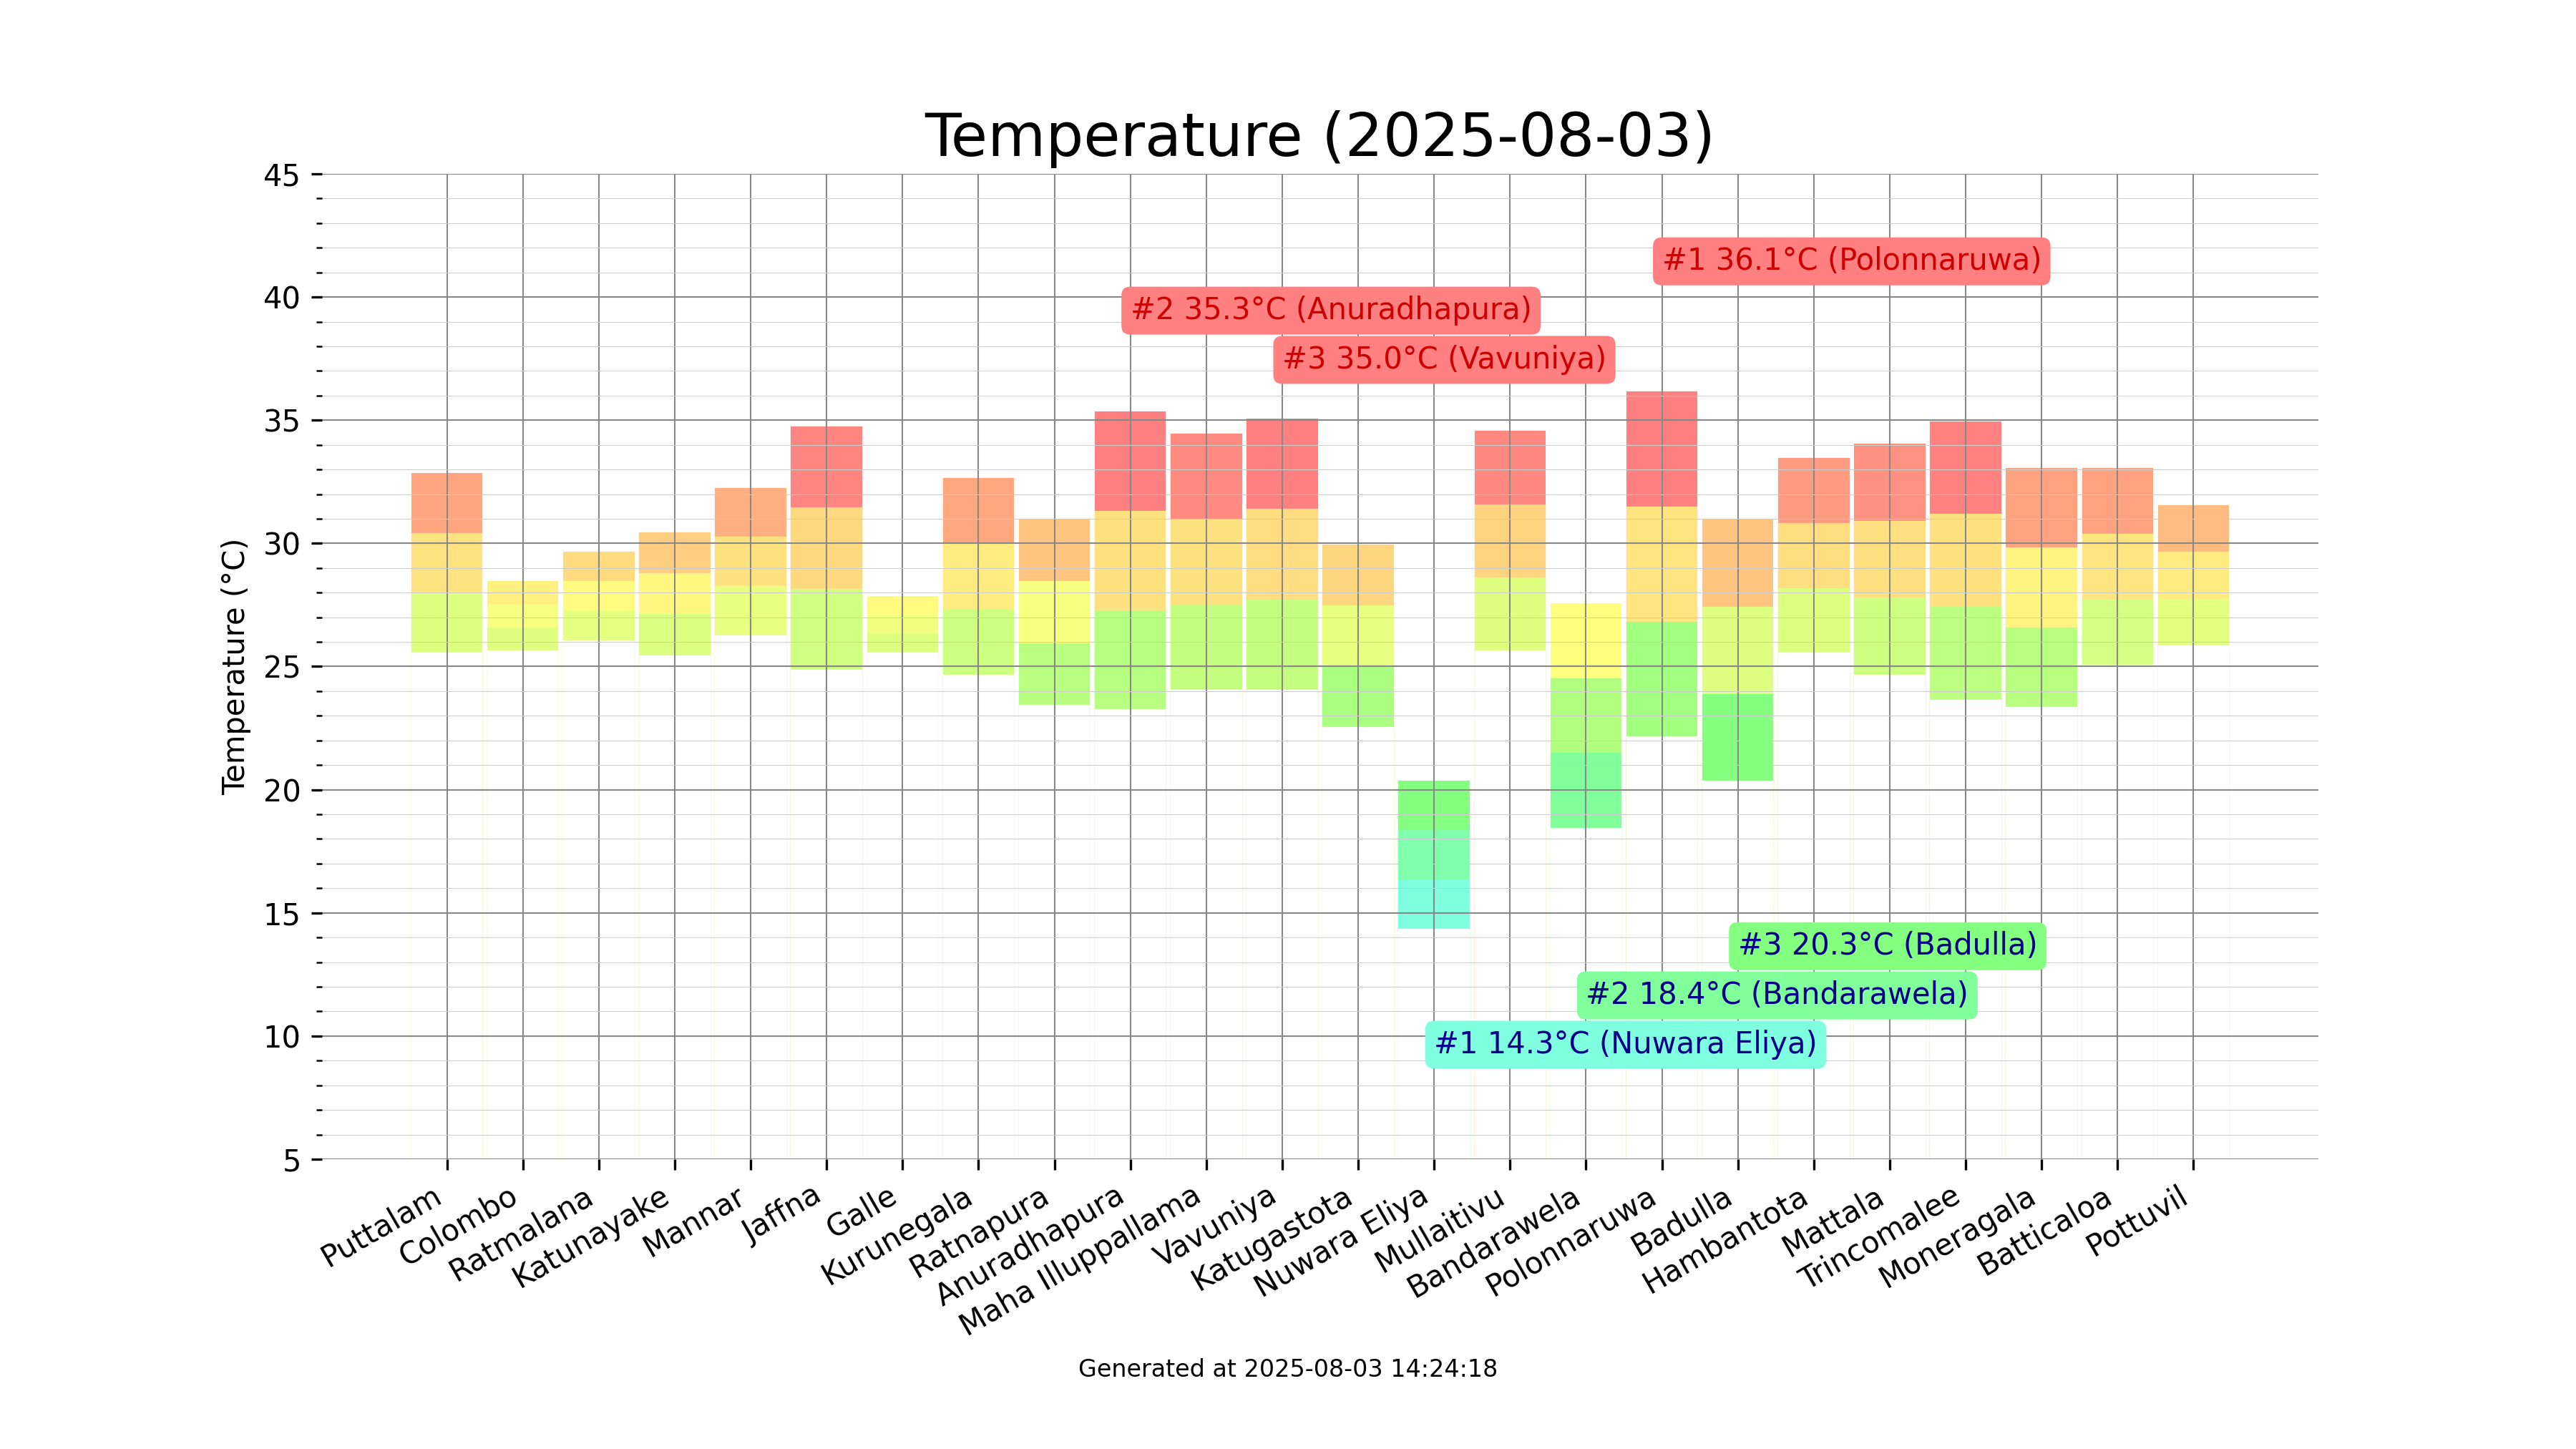 Temperature (2025-08-03)
45
40
35
30
25
20
15
10
5
Temperature (°C)
#1 36.1°C (Polonnaruwa)
#2 35.3°C (Anuradhapura)
#3 35.0°C (Vavuniya)
#3 20.3°C (Badulla)
#2 18.4°C (Bandarawela)
#1 14.3°C (Nuwara Eliya)
Puttalam
Colombo
Ratmalana
Katunayake
Mannar
Jaffna
Galle
Kurunegala
Ratnapura
Anuradhapura
Maha Illuppallama
Vavuniya
Katugastota
Nuwara Eliya
Mullaitivu
Bandarawela
Polonnaruwa
Badulla
Hambantota
Mattala
Trincomalee
Moneragala
Batticaloa
Pottuvil
Generated at 2025-08-03 14:24:18